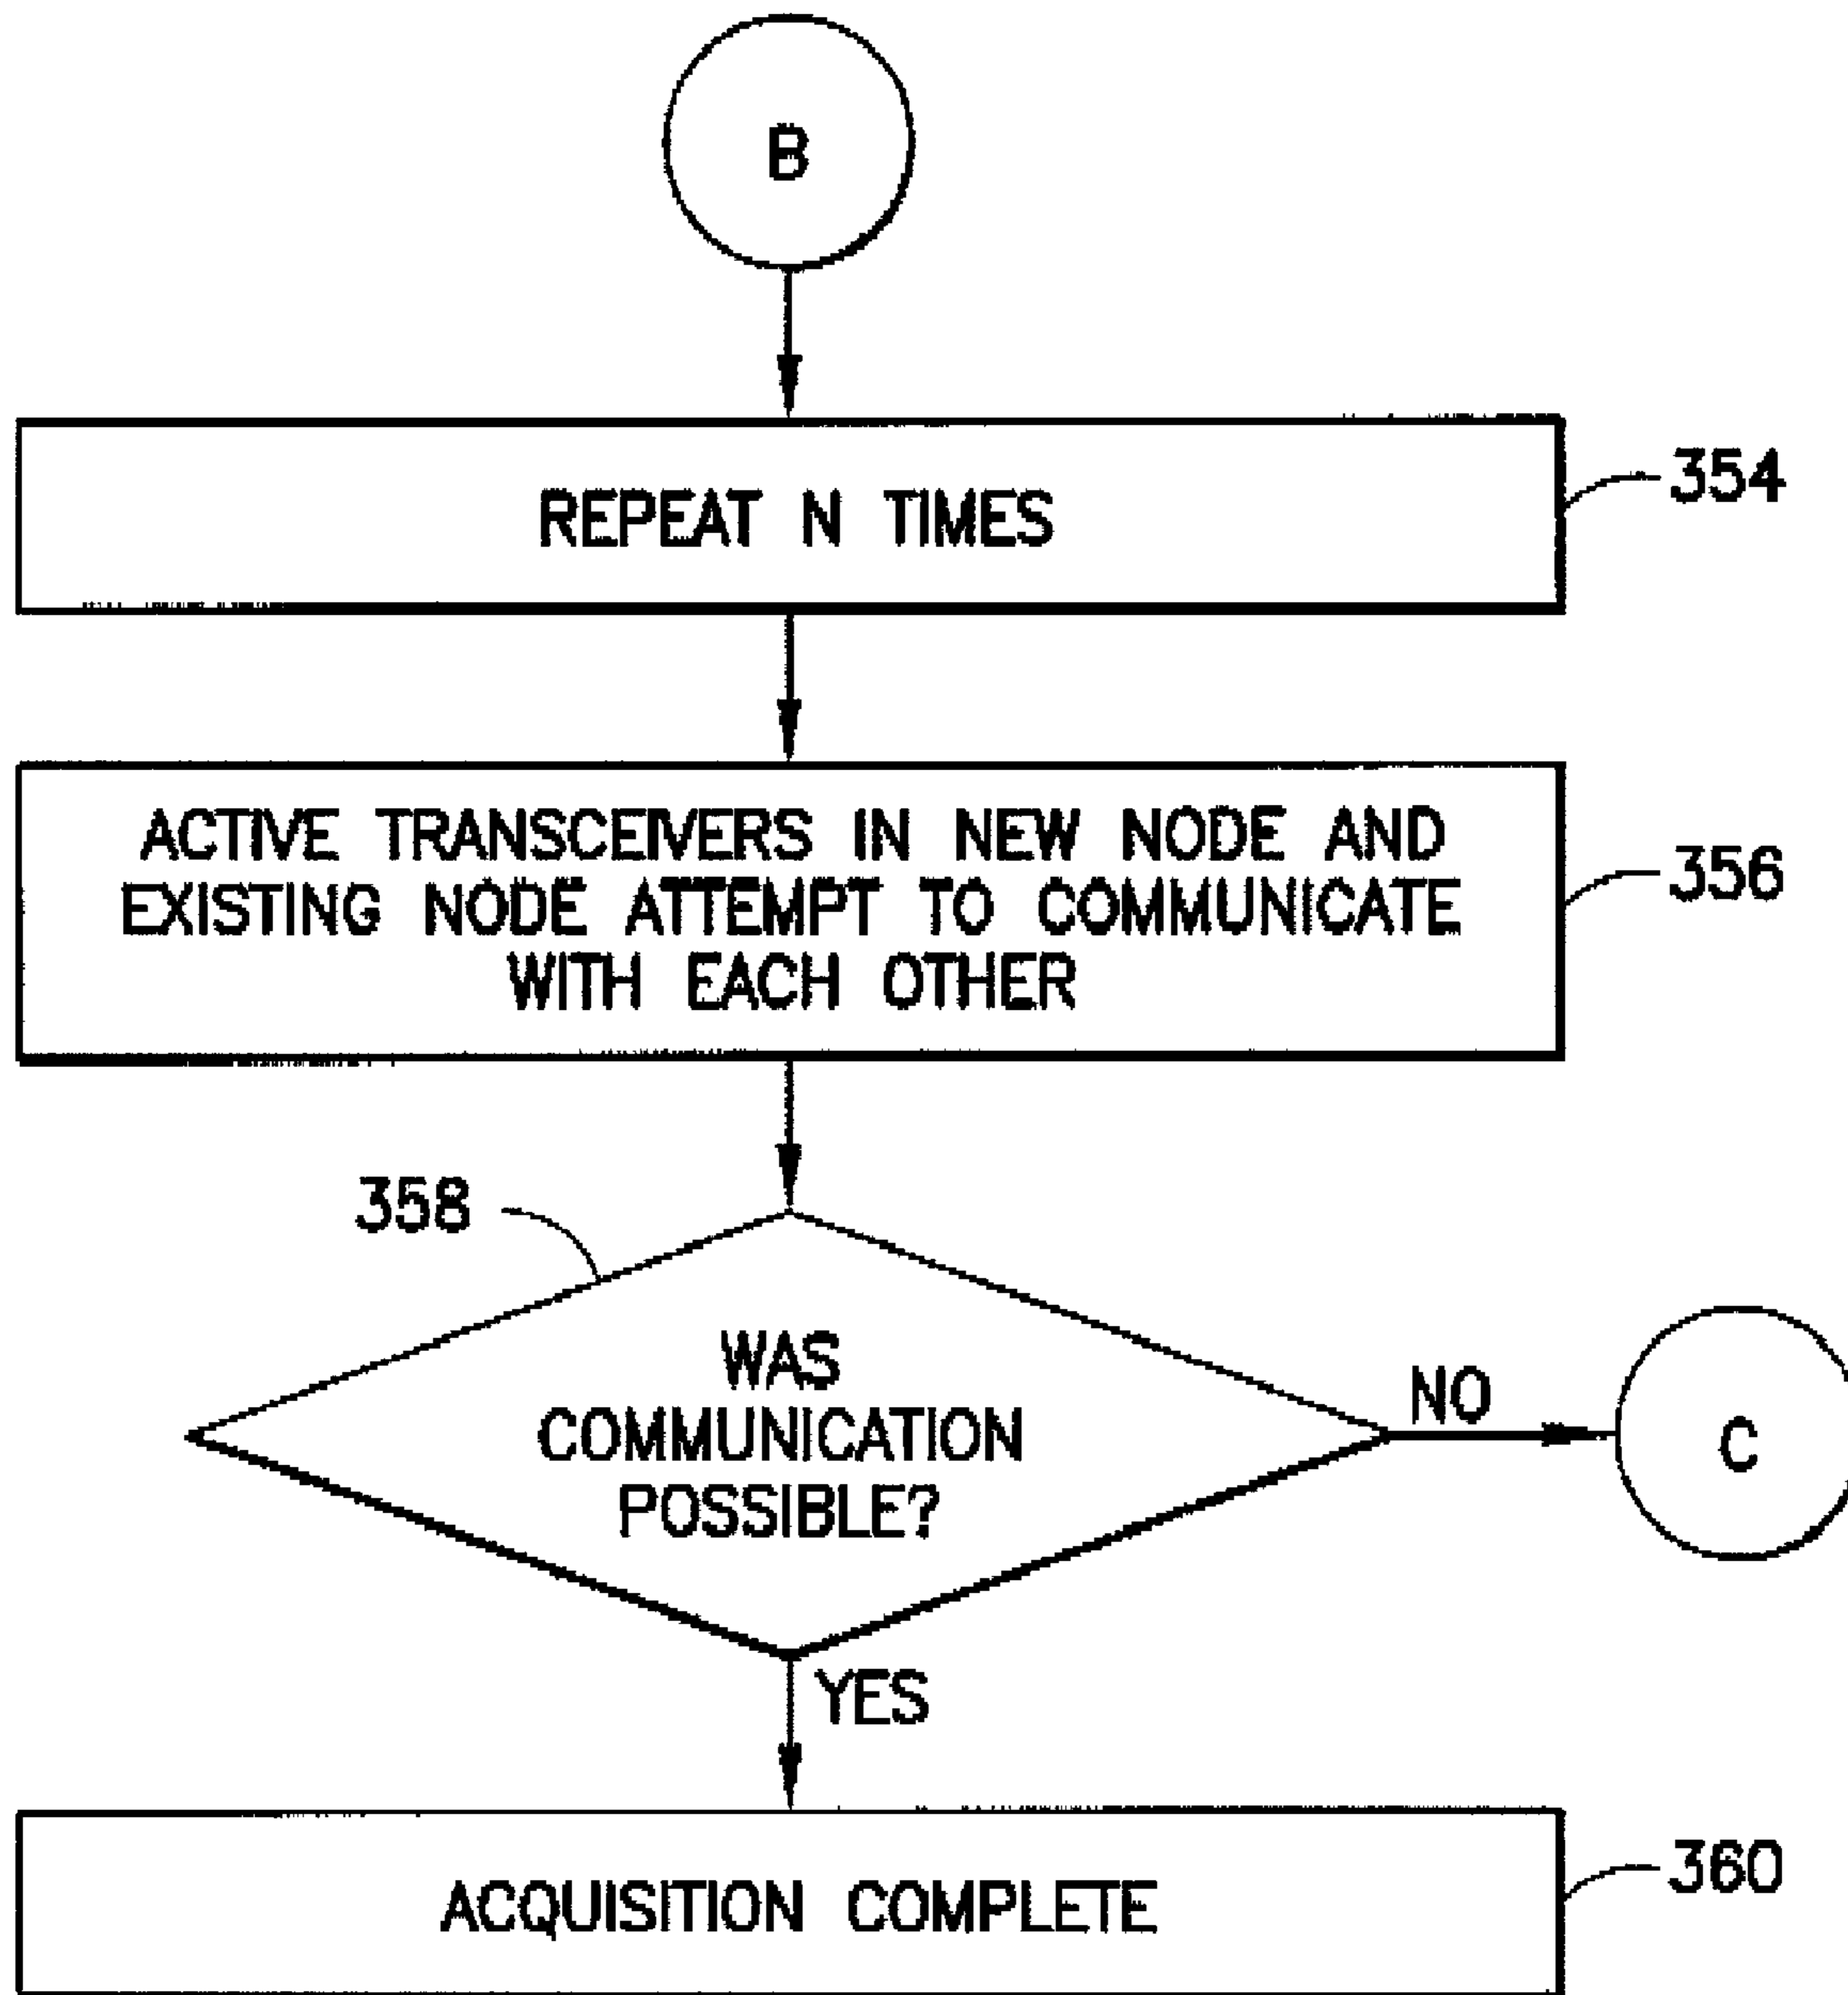 B
REPEAT N TIMES
354
ACTIVE TRANSCEIVERS IN NEW NODE AND
EXISTING NODE ATTEMPT TO COMMUNICATE
WITH EACH OTHER
356
358
WAS
COMMUNICATION
POSSIBLE?
NO
C
YES
ACQUISITION COMPLETE
360